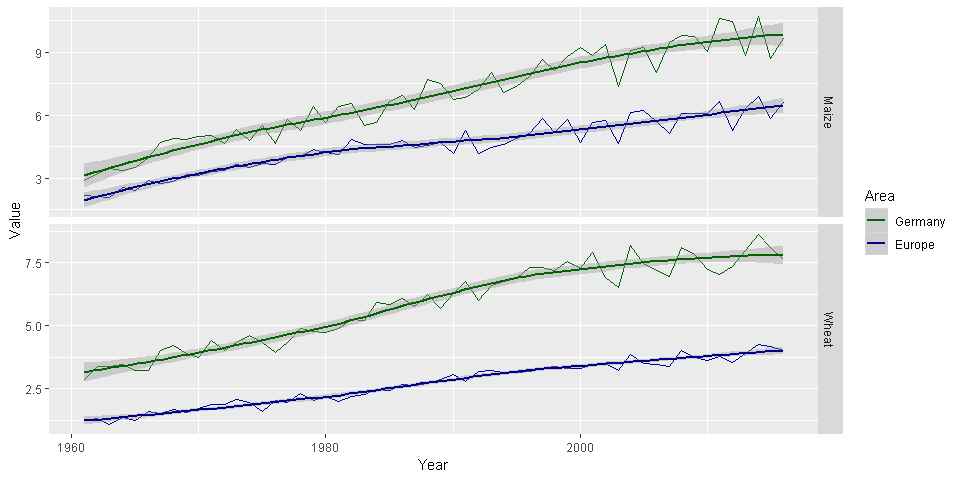 9
6
3
Maize
7.5
5.0
2.5
Wheat
1960
1980
2000
Year
Value
Area
Germany
Europe